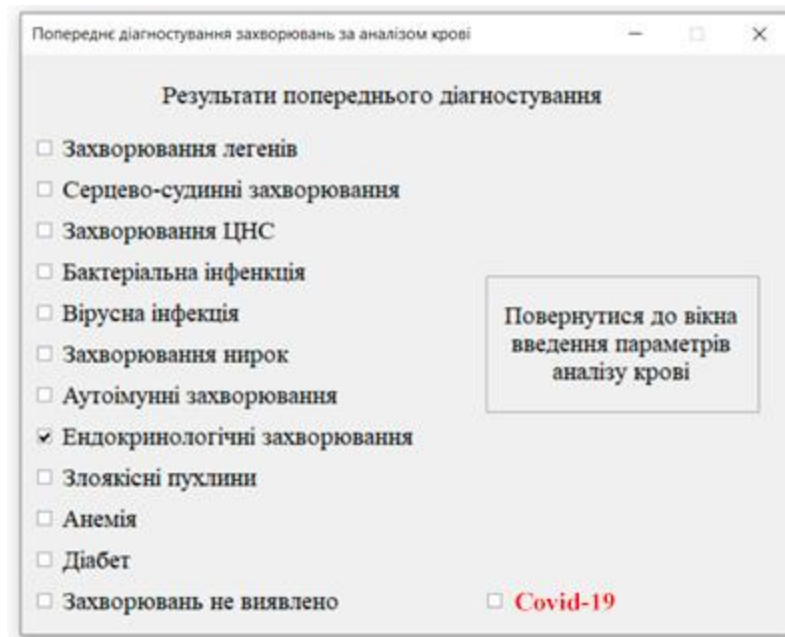 Попереднє діагностування захворювань за аналізом крові
Результати попереднього діагностування
Захворювання легенів
Серцево-судинні захворювання
Захворювання ЦНС
Бактеріальна інфенкція
Вірусна інфекція
Захворювання нирок
Аутоімунні захворювання
Ендокринологічні захворювання
Злоякісні пухлини
Анемія
Діабет
Захворювань не виявлено
Повернутися до вікна
введення параметрів
аналізу крові
Covid-19